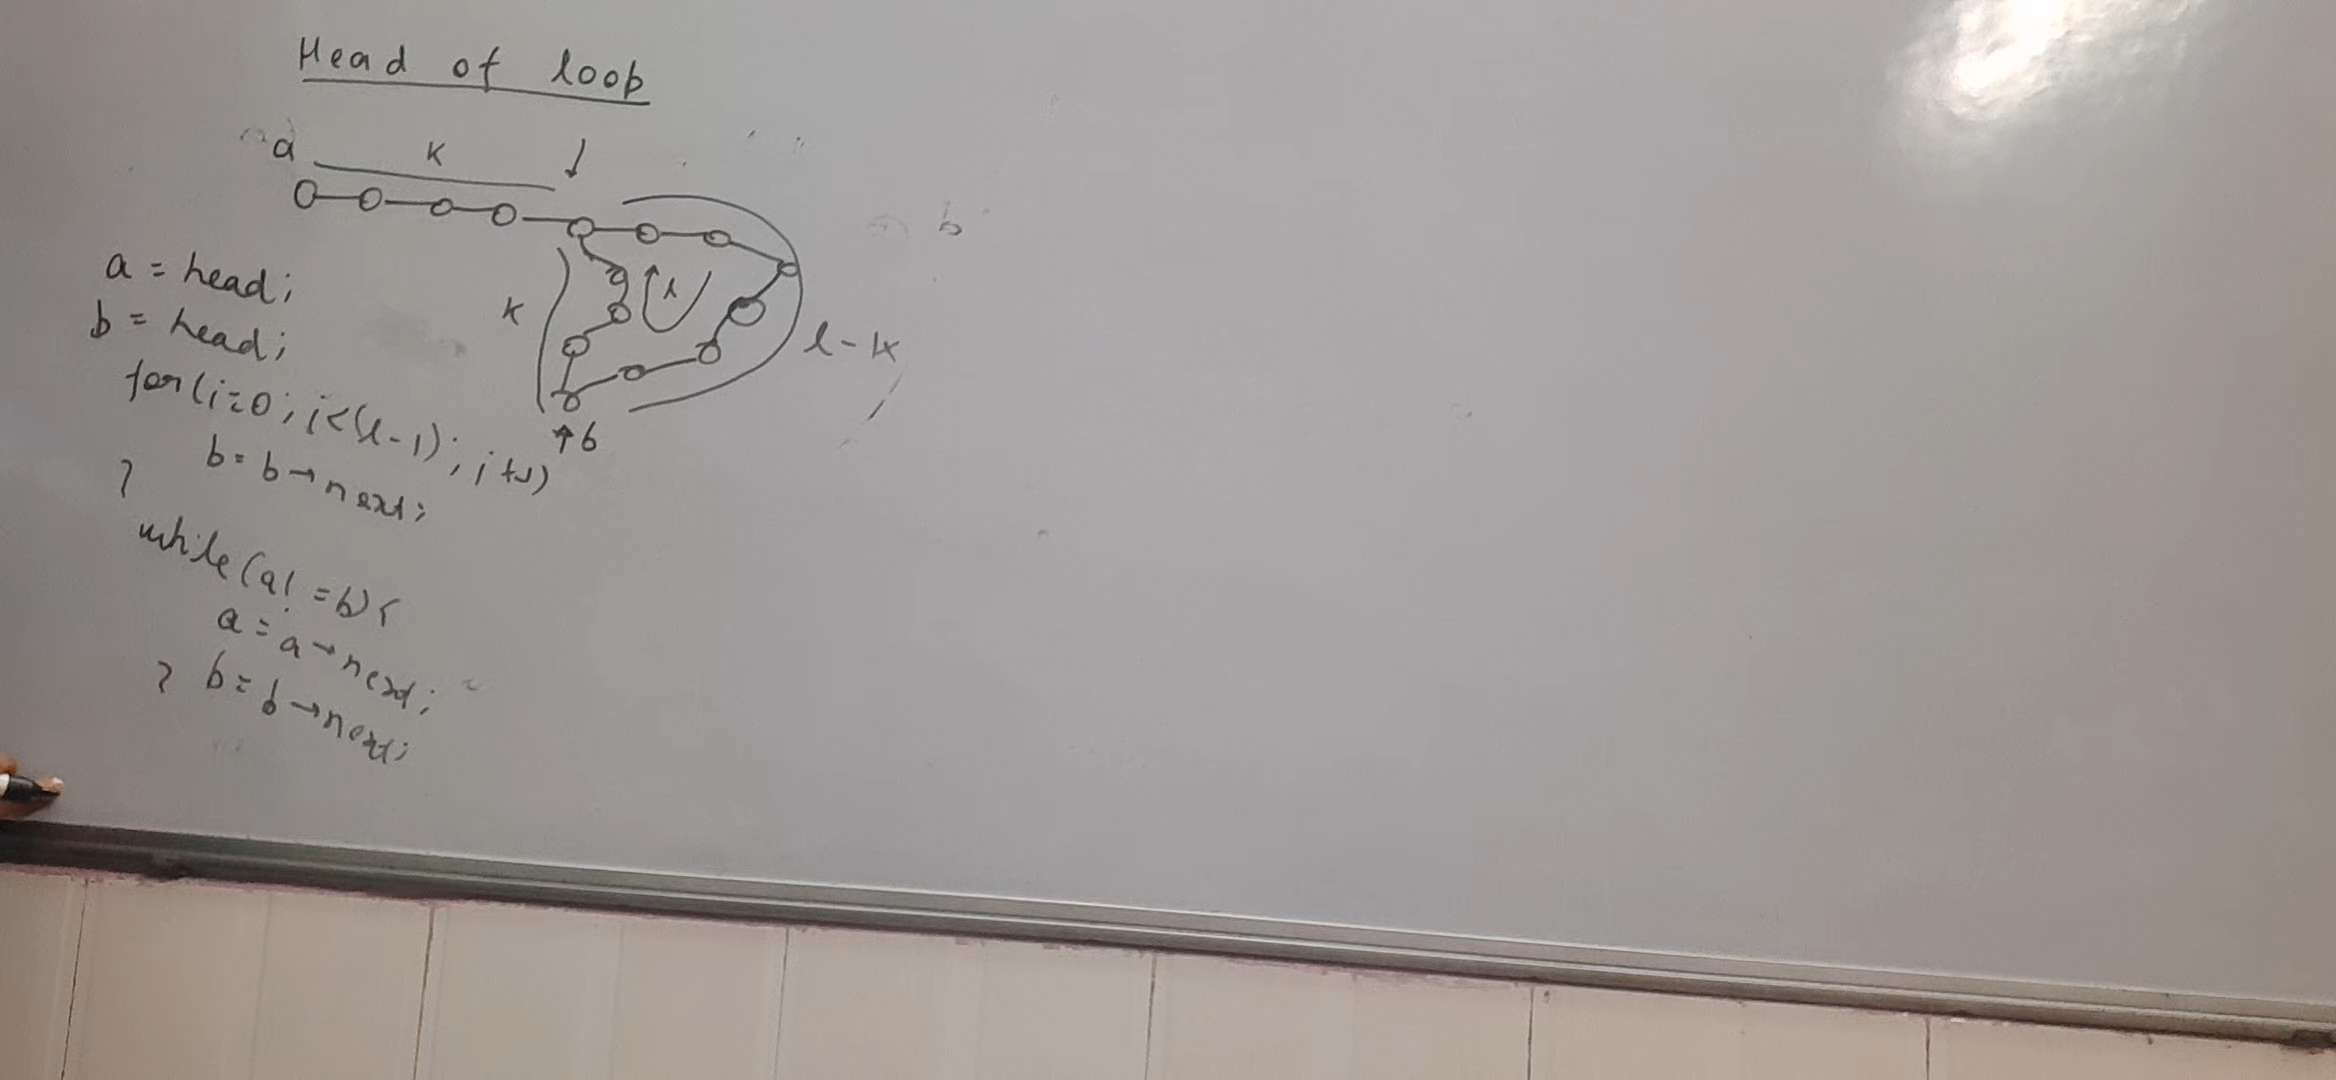 Head of loop
a
K
K
l
l-K
b
↑b
a = head;
b = head;
for(i=0; i<(l-1); i++)
b = b→next;
}
while(a! = b){
a = a→next;
} b = b→next;